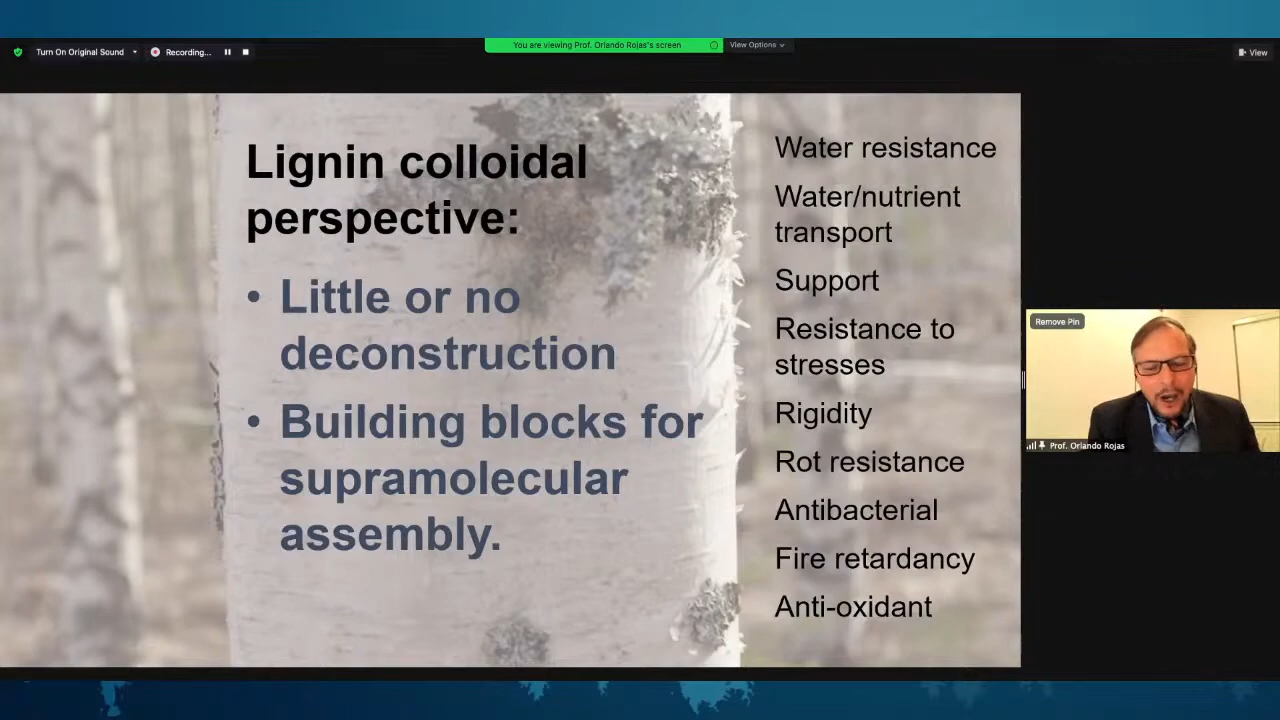 Turn On Original Sound
Recording...
You are viewing Prof. Orlando Rojas's screen
View Options
View
Lignin colloidal
perspective:
• Little or no
deconstruction
• Building blocks for
supramolecular
assembly.
Water resistance
Water/nutrient
transport
Support
Resistance to
stresses
Rigidity
Rot resistance
Antibacterial
Fire retardancy
Anti-oxidant
Remove Pin
Prof. Orlando Rojas